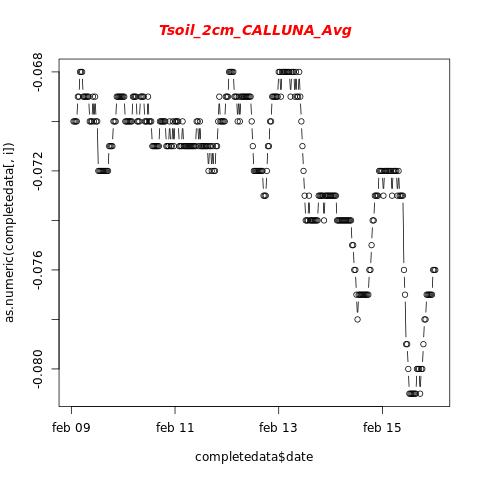 Tsoil_2cm_CALLUNA_Avg
as.numeric(completedata[, i])
-0.068
-0.072
-0.076
-0.080
feb 09
feb 11
feb 13
feb 15
completedata$date